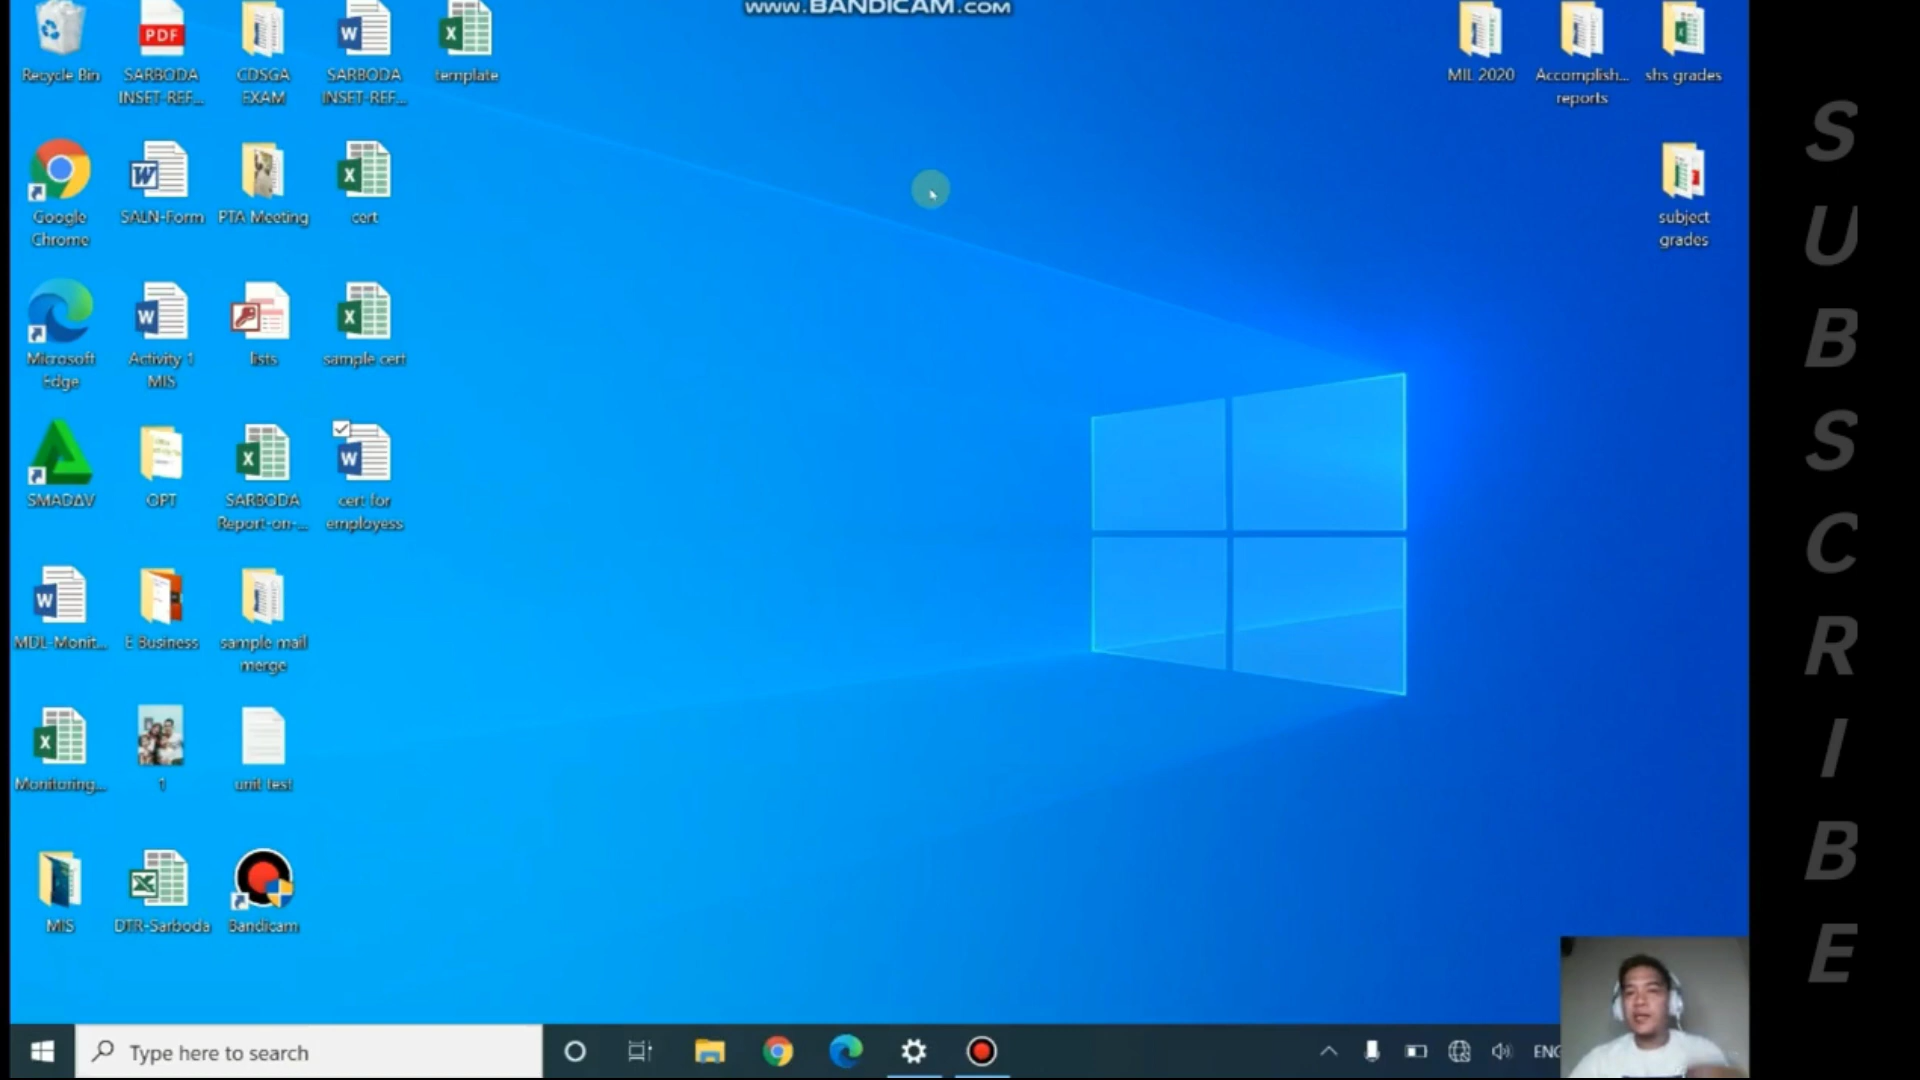 www.BANDICAM.com
Recycle Bin
PDF
SARBODA
INSET-REF...
CDSGA
EXAM
W
SARBODA
INSET-REF...
X
template
MIL 2020
Accomplish...
reports
shs grades
Google
Chrome
W
SALN-Form
PTA Meeting
X
cert
subject
grades
Microsoft
Edge
W
Activity 1
MIS
lists
X
sample cert
SMADAV
OPT
X
SARBODA
Report-on-...
W
cert for
employess
W
MDL-Monit...
E Business
sample mail
merge
X
Monitoring...
1
unit test
MIS
X
DTR-Sarboda
Bandicam
Type here to search
ENG
SUBSCRIBE